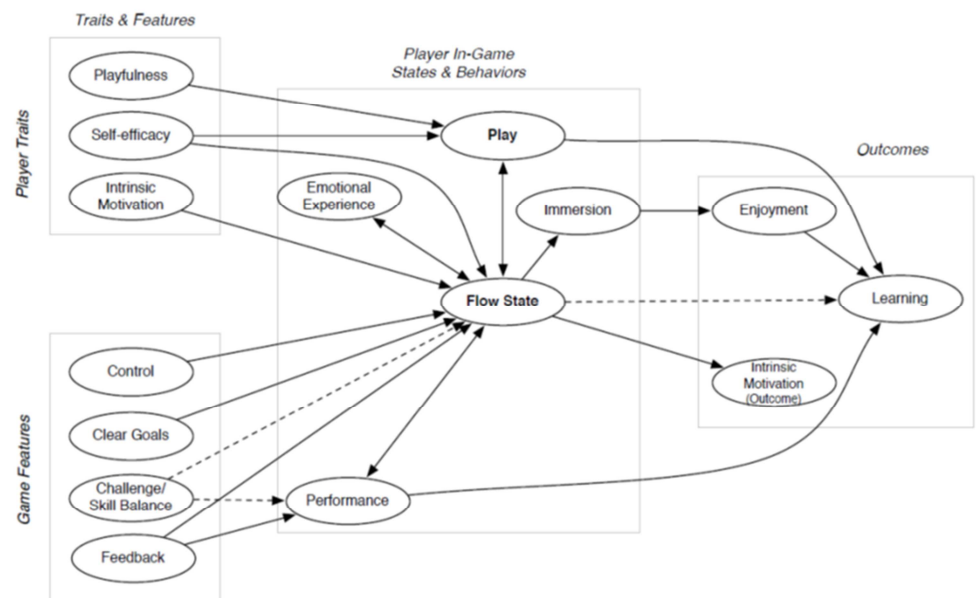 Traits & Features
Player In-Game
States & Behaviors
Outcomes
Player Traits
Playfulness
Self-efficacy
Intrinsic
Motivation
Play
Emotional
Experience
Immersion
Enjoyment
Flow State
Learning
Intrinsic
Motivation
(Outcome)
Game Features
Control
Clear Goals
Challenge/
Skill Balance
Feedback
Performance